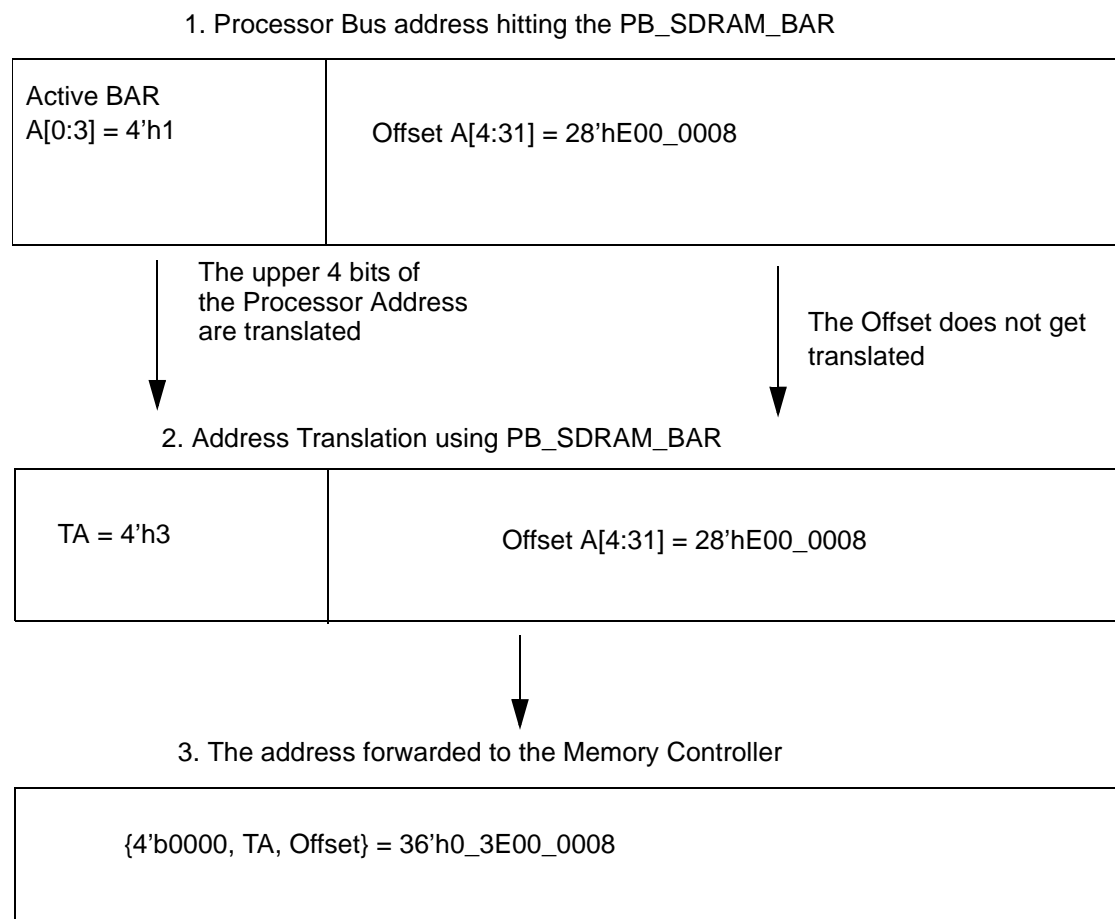 1. Processor Bus address hitting the PB_SDRAM_BAR
Active BAR
A[0:3] = 4’h1
Offset A[4:31] = 28’hE00_0008
The upper 4 bits of
the Processor Address
are translated
The Offset does not get
translated
2. Address Translation using PB_SDRAM_BAR
TA = 4’h3
Offset A[4:31] = 28’hE00_0008
3. The address forwarded to the Memory Controller
{4’b0000, TA, Offset} = 36’h0_3E00_0008